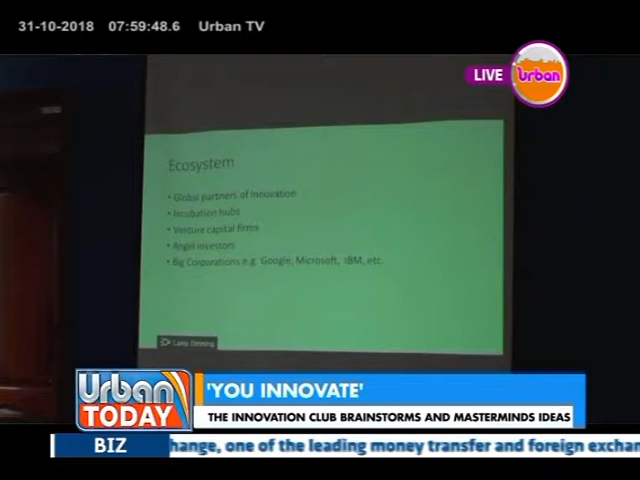 31-10-2018 07:59:48.6 Urban TV
LIVE Urban
Ecosystem
• Global partners of Innovation
• Incubation hubs
• Venture capital firms
• Angel investors
• Big Corporations e.g. Google, Microsoft, IBM, etc.
Lamp Dimming
Urban
TODAY
'YOU INNOVATE'
THE INNOVATION CLUB BRAINSTORMS AND MASTERMINDS IDEAS
BIZ hange, one of the leading money transfer and foreign exchan